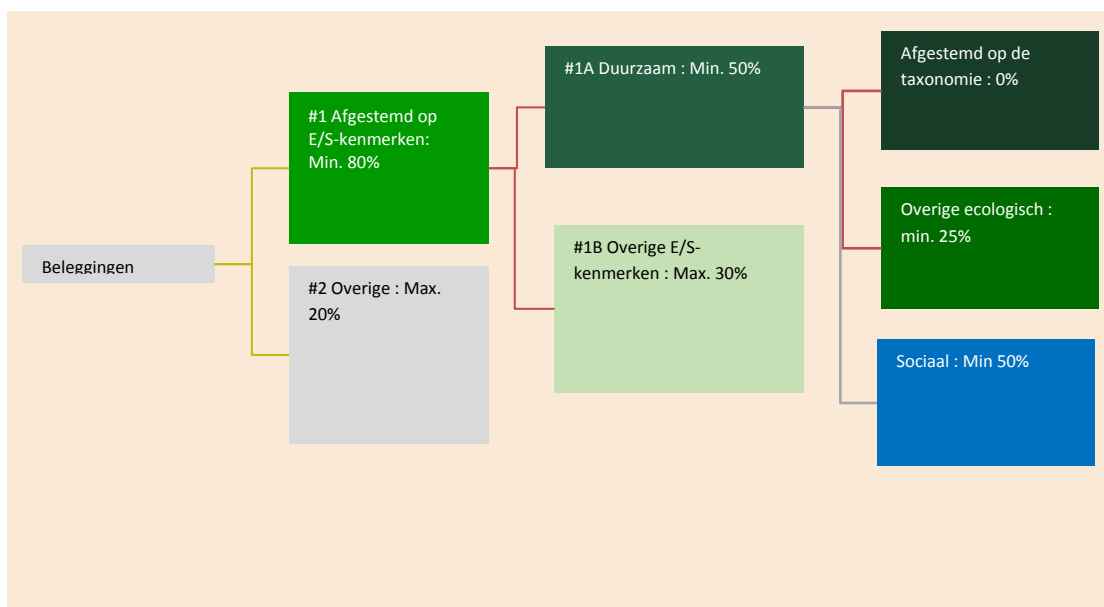 Beleggingen
#1 Afgestemd op
E/S-kenmerken:
Min. 80%
#2 Overige : Max.
20%
#1A Duurzaam : Min. 50%
#1B Overige E/S-
kenmerken : Max. 30%
Afgestemd op de
taxonomie : 0%
Overige ecologisch :
min. 25%
Sociaal : Min 50%